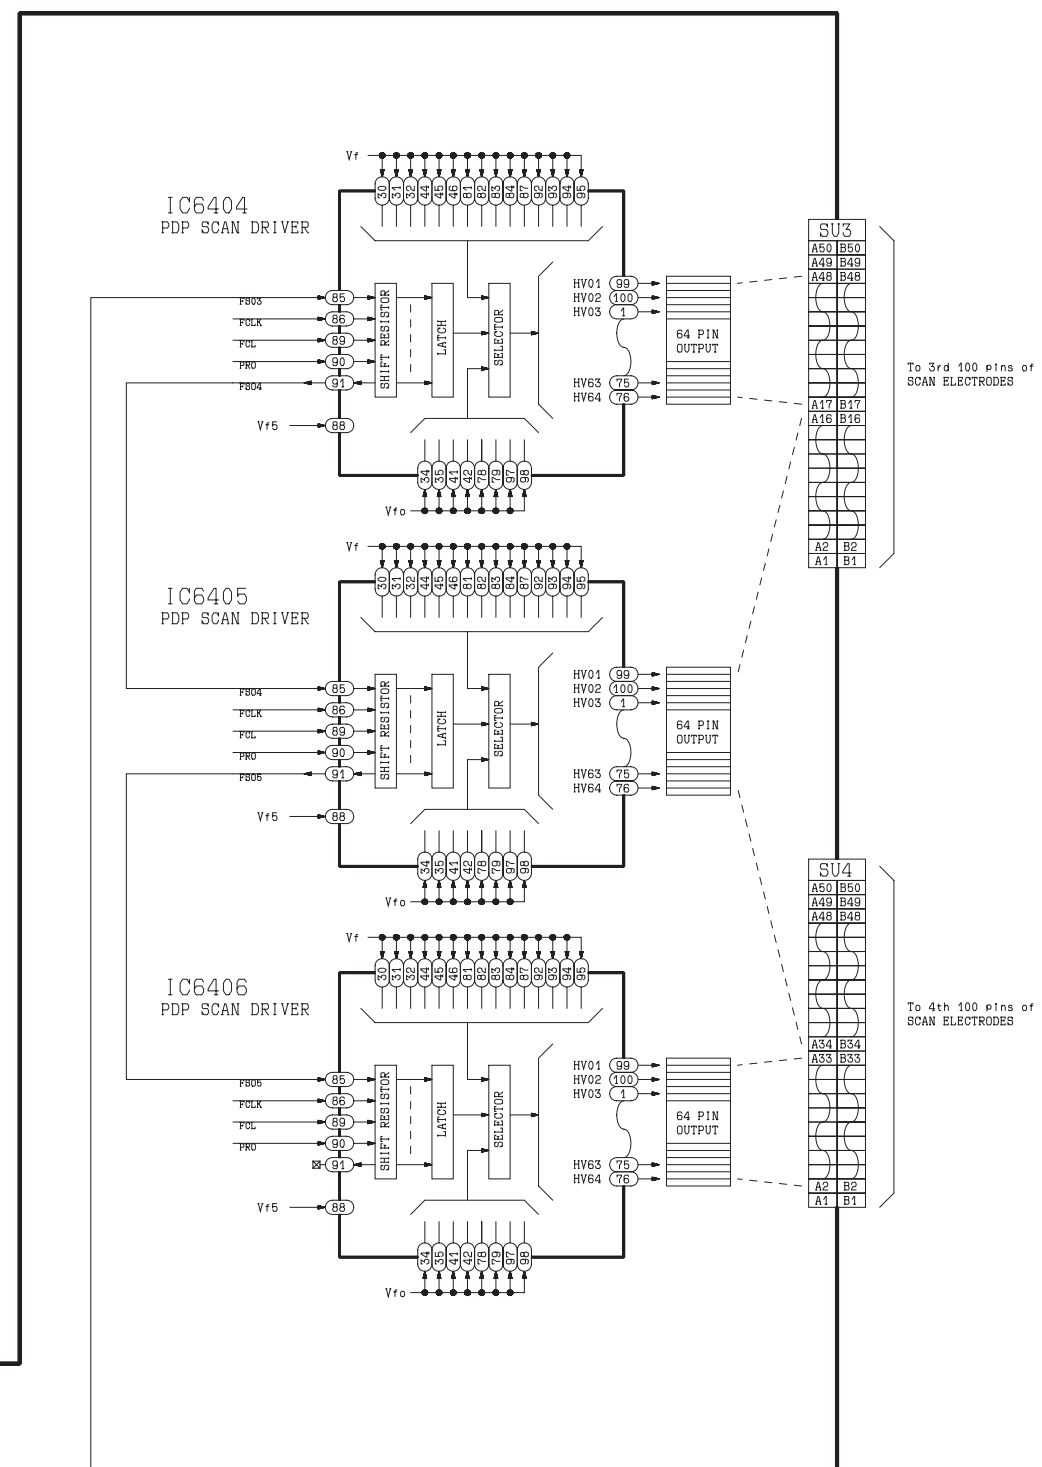 IC6404
PDP SCAN DRIVER
Vf
30 31 32 44 45 46 81 82 83 84 87 92 93 94 95
FSO3 85
FCLK 86
FCL 89
PRO 90
FSO4 91
Vf5 88
SHIFT RESISTOR
LATCH
SELECTOR
HV01 99
HV02 100
HV03 1
HV63 75
HV64 76
64 PIN
OUTPUT
34 35 41 42 78 79 97 98
Vfo
SU3
A50 B50
A49 B49
A48 B48
A17 B17
A16 B16
A2 B2
A1 B1
To 3rd 100 pins of
SCAN ELECTRODES
IC6405
PDP SCAN DRIVER
Vf
30 31 32 44 45 46 81 82 83 84 87 92 93 94 95
FSO4 85
FCLK 86
FCL 89
PRO 90
FSO5 91
Vf5 88
SHIFT RESISTOR
LATCH
SELECTOR
HV01 99
HV02 100
HV03 1
HV63 75
HV64 76
64 PIN
OUTPUT
34 35 41 42 78 79 97 98
Vfo
SU4
A50 B50
A49 B49
A48 B48
A34 B34
A33 B33
A2 B2
A1 B1
To 4th 100 pins of
SCAN ELECTRODES
IC6406
PDP SCAN DRIVER
Vf
30 31 32 44 45 46 81 82 83 84 87 92 93 94 95
FSO5 85
FCLK 86
FCL 89
PRO 90
91
Vf5 88
SHIFT RESISTOR
LATCH
SELECTOR
HV01 99
HV02 100
HV03 1
HV63 75
HV64 76
64 PIN
OUTPUT
34 35 41 42 78 79 97 98
Vfo